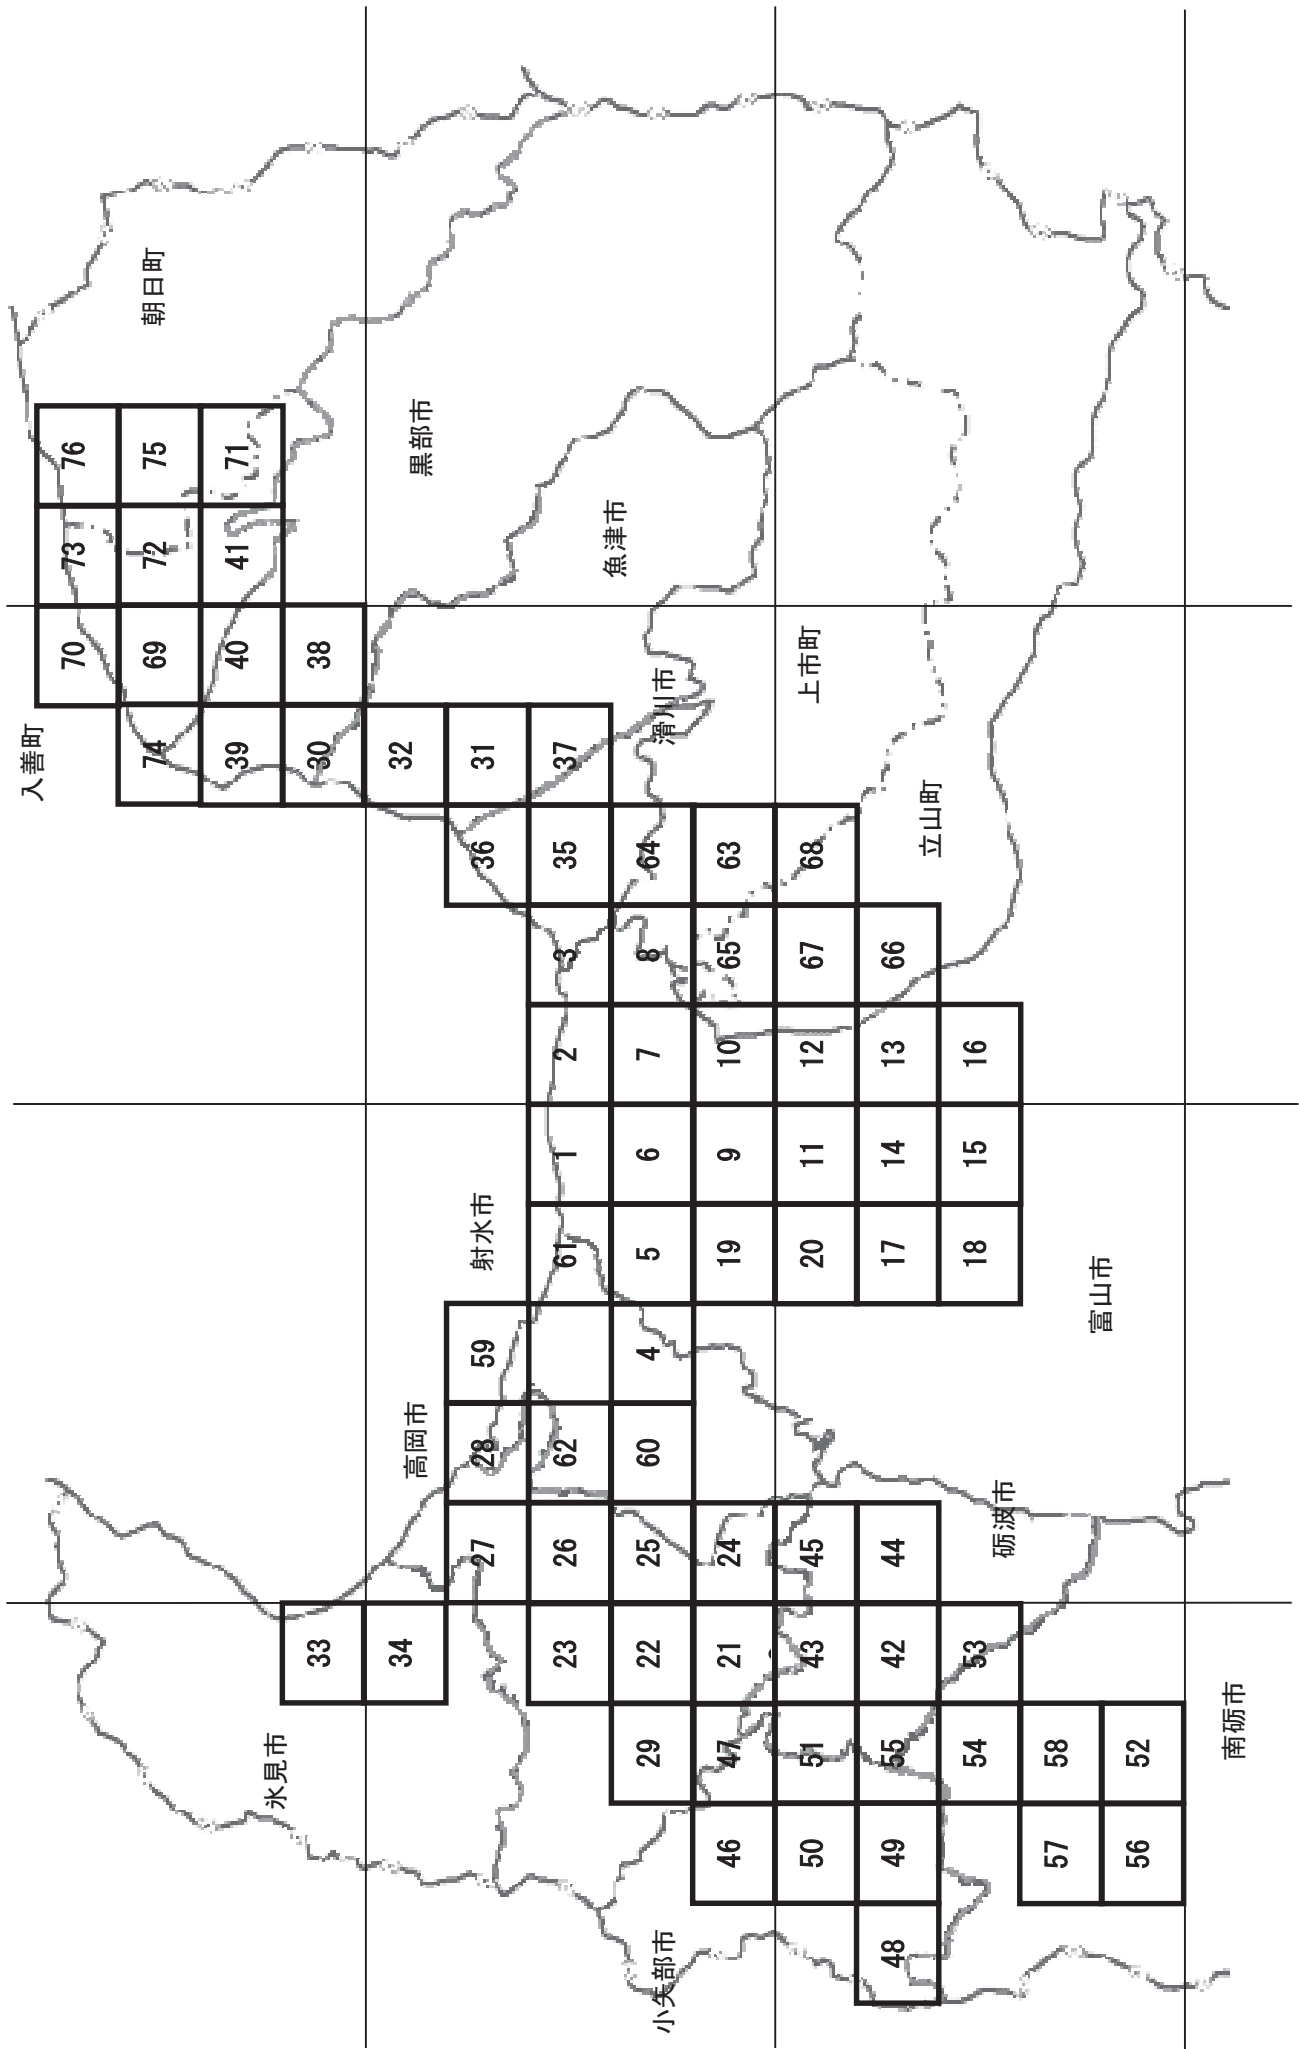 入善町
70 73 76
74 69 72 75 朝日町
39 40 41 71
氷見市
33 30 38
34 32
高岡市 黒部市
27 28 59 射水市 36 31
23 26 62 61 1 2 3 35 37
魚津市
29 22 25 60 4 5 6 7 8 64
小矢部市 滑川市
46 47 21 24 19 9 10 65 63
50 51 43 45 20 11 12 67 68 上市町
48 49 55 42 44 17 14 13 66
立山町
54 53 18 15 16
砺波市
57 58
富山市
56 52
南砺市